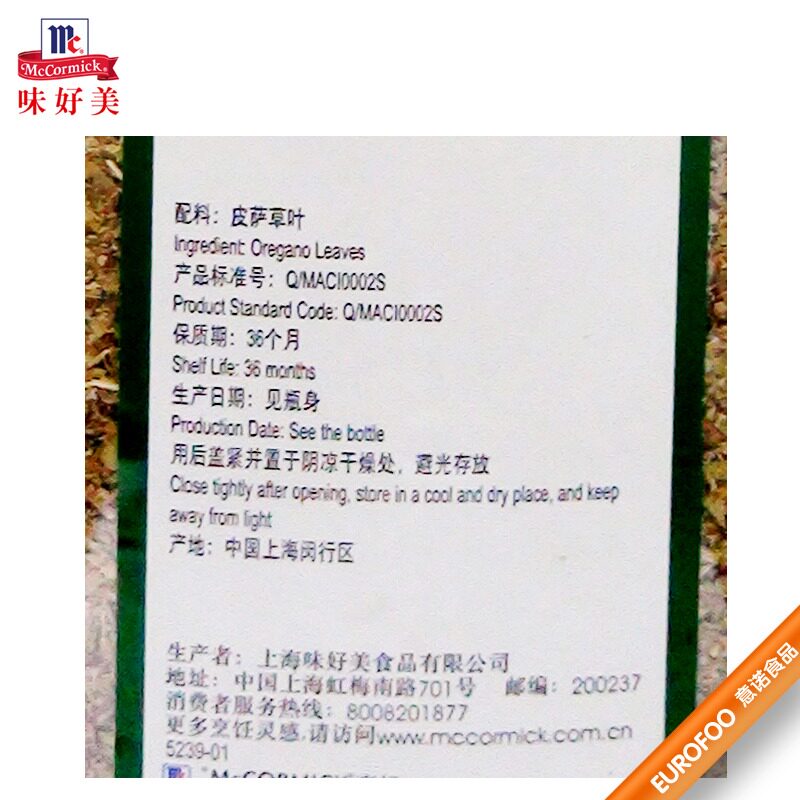 Mc
McCormick
味好美
配料：皮萨草叶
Ingredient: Oregano Leaves
产品标准号：Q/MACI0002S
Product Standard Code: Q/MACI0002S
保质期：36个月
Shelf Life: 36 months
生产日期：见瓶身
Production Date: See the bottle
用后盖紧并置于阴凉干燥处，避光存放
Close tightly after opening, store in a cool and dry place, and keep
away from light
产地：中国上海闵行区
生产者：上海味好美食品有限公司
地址：中国上海虹梅南路701号 邮编：200237
消费者服务热线：8008201877
更多烹饪灵感,请访问www.mccormick.com.cn
5239-01
EUROFOO 意诺食品